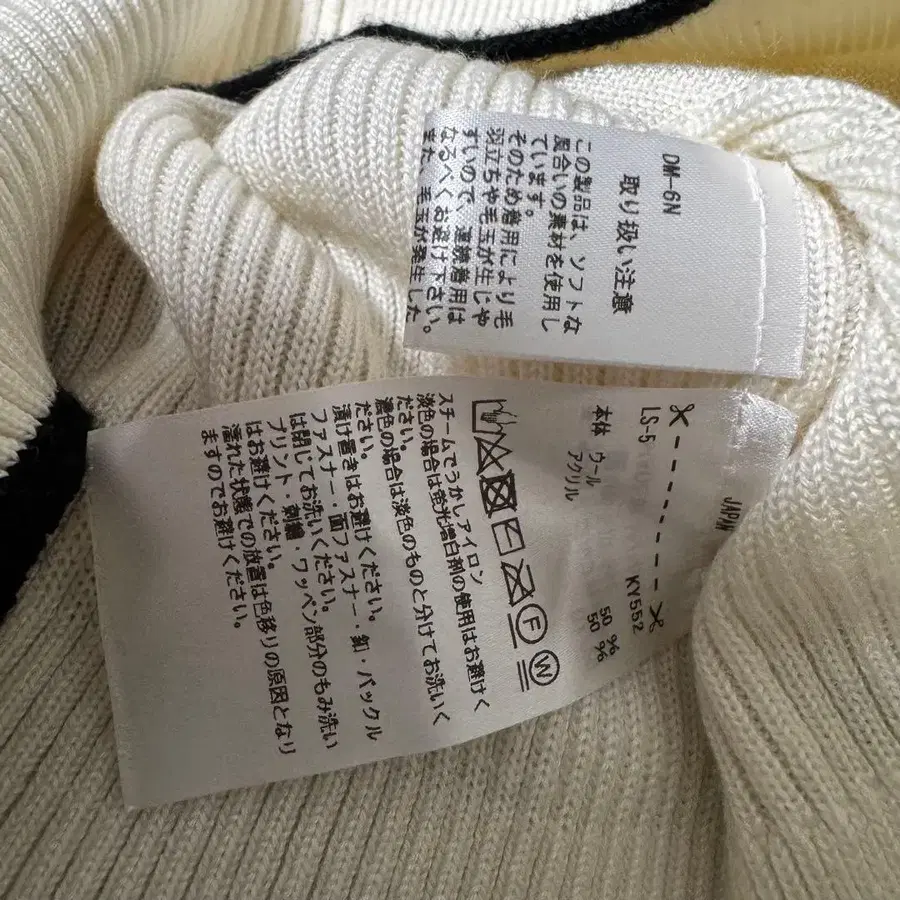 DM-6N
取り扱い注意
この製品は、ソフトな
風合いの素材を使用し
ています。
そのため着用により毛
羽立ちや毛玉が生じや
すいので、連続着用は
なるべくお避け下さい。
また、毛玉が発生した
JAPAN
LS-5
KY552
本体 ウール 50 %
アクリル 50 %
F
W
スチームでうかしアイロン
淡色の場合は蛍光増白剤の使用はお避けく
ださい。
濃色の場合は淡色のものと分けてお洗いく
ださい。
漬け置きはお避けください。
ファスナー・面ファスナー・釦・バックル
は閉じてお洗いください。
プリント・刺繍・ワッペン部分のもみ洗い
はお避けください。
濡れた状態での放置は色移りの原因となり
ますのでお避けください。